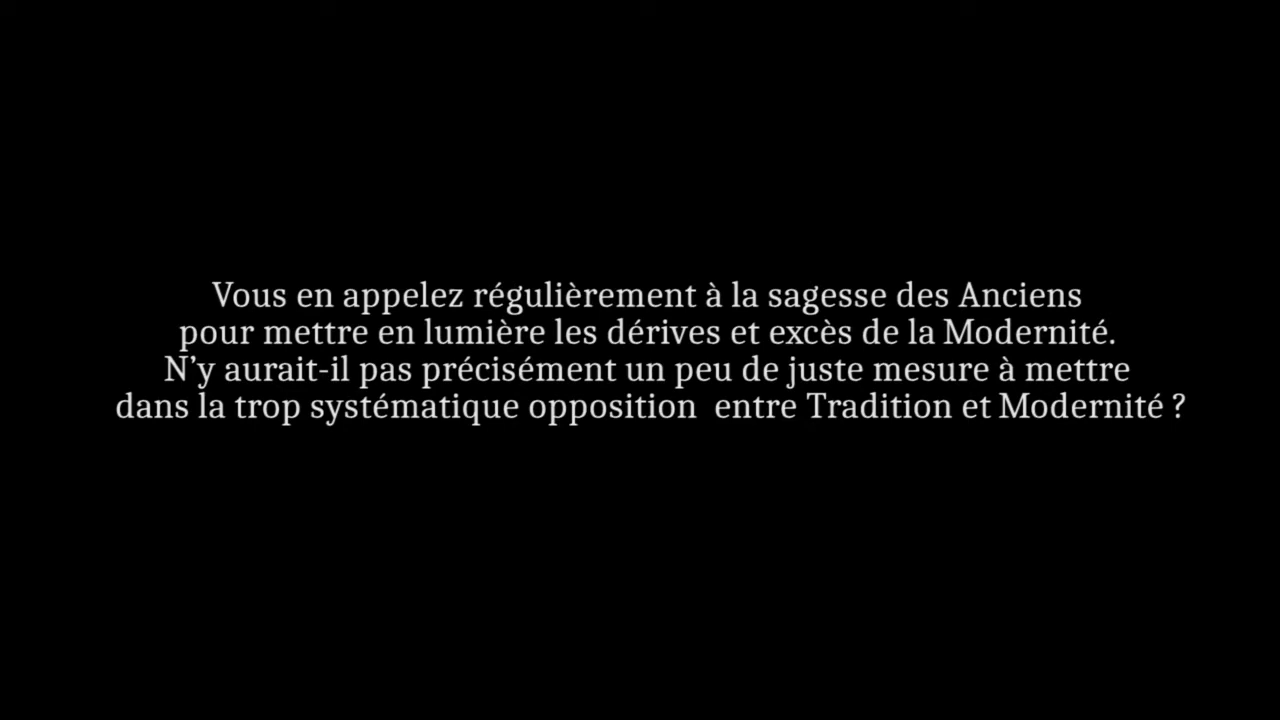 Vous en appelez régulièrement à la sagesse des Anciens
pour mettre en lumière les dérives et excès de la Modernité.
N’y aurait-il pas précisément un peu de juste mesure à mettre
dans la trop systématique opposition  entre Tradition et Modernité ?